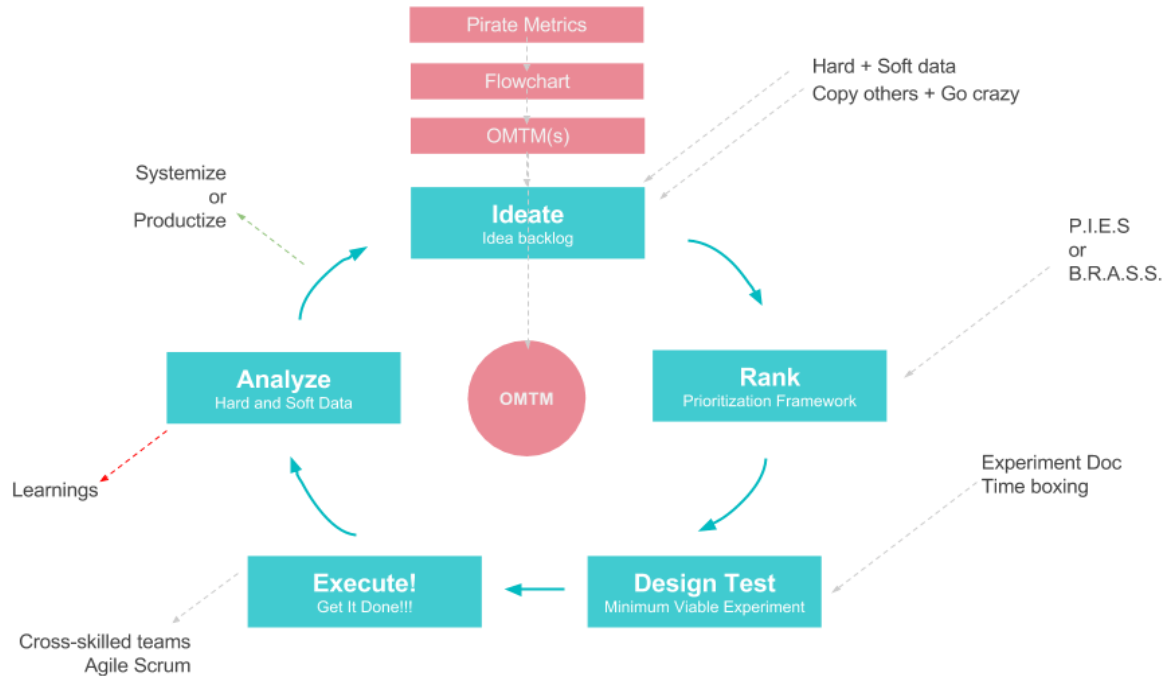 Pirate Metrics
Flowchart
OMTM(s)
Hard + Soft data
Copy others + Go crazy
Ideate
Idea backlog
Systemize
or
Productize
P.I.E.S
or
B.R.A.S.S.
Analyze
Hard and Soft Data
OMTM
Rank
Prioritization Framework
Learnings
Experiment Doc
Time boxing
Execute!
Get It Done!!!
Design Test
Minimum Viable Experiment
Cross-skilled teams
Agile Scrum